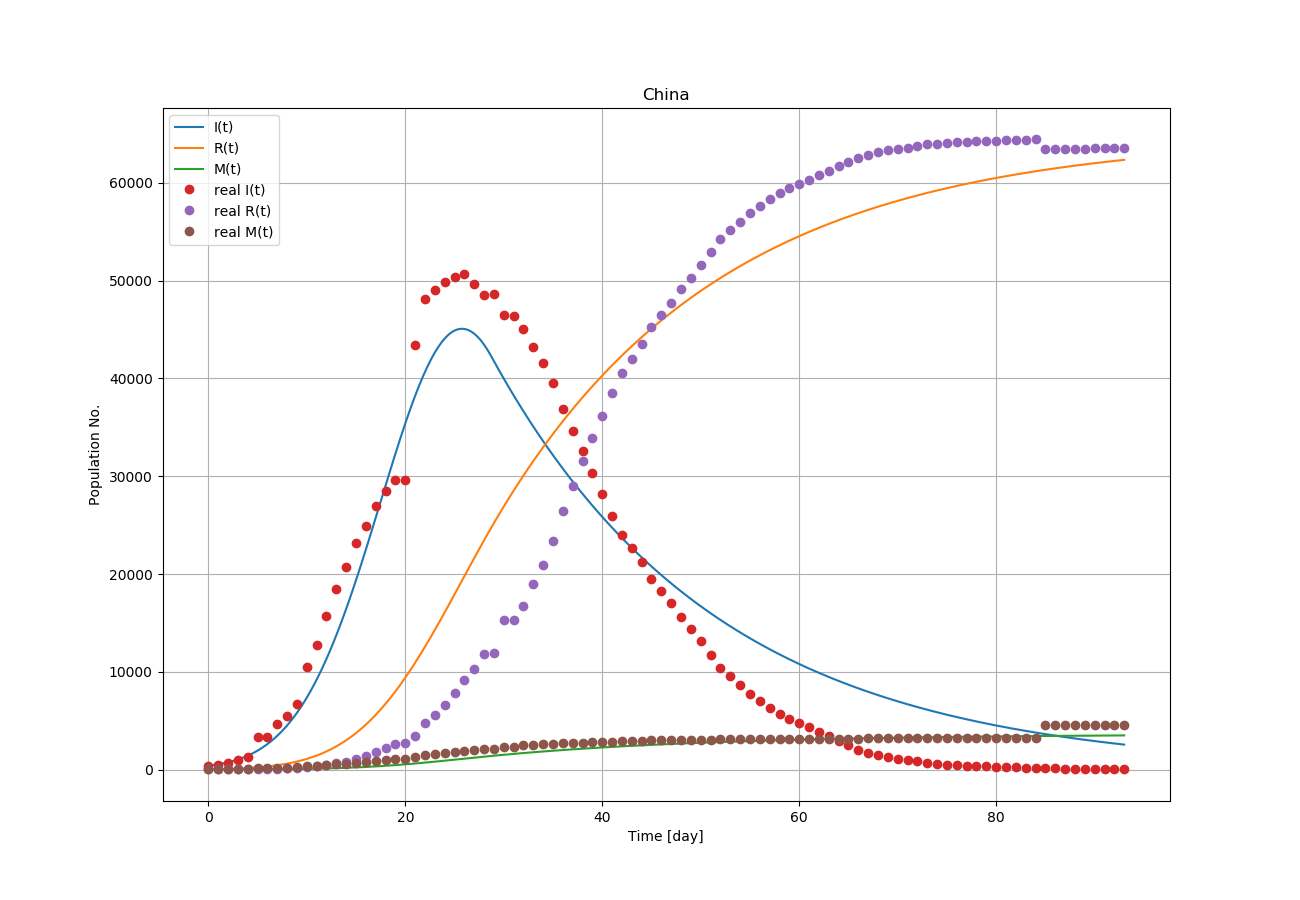 China
I(t)
R(t)
M(t)
real I(t)
real R(t)
real M(t)
60000
50000
40000
30000
20000
10000
0
Population No.
0 20 40 60 80
Time [day]